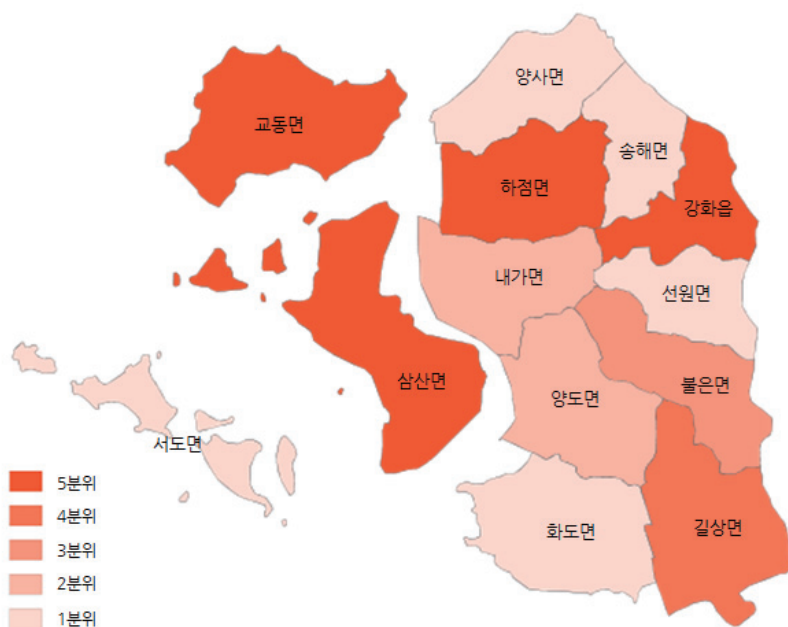 양사면
교동면
송해면
하점면
강화읍
내가면
선원면
삼산면
불은면
양도면
서도면
길상면
화도면
5분위
4분위
3분위
2분위
1분위